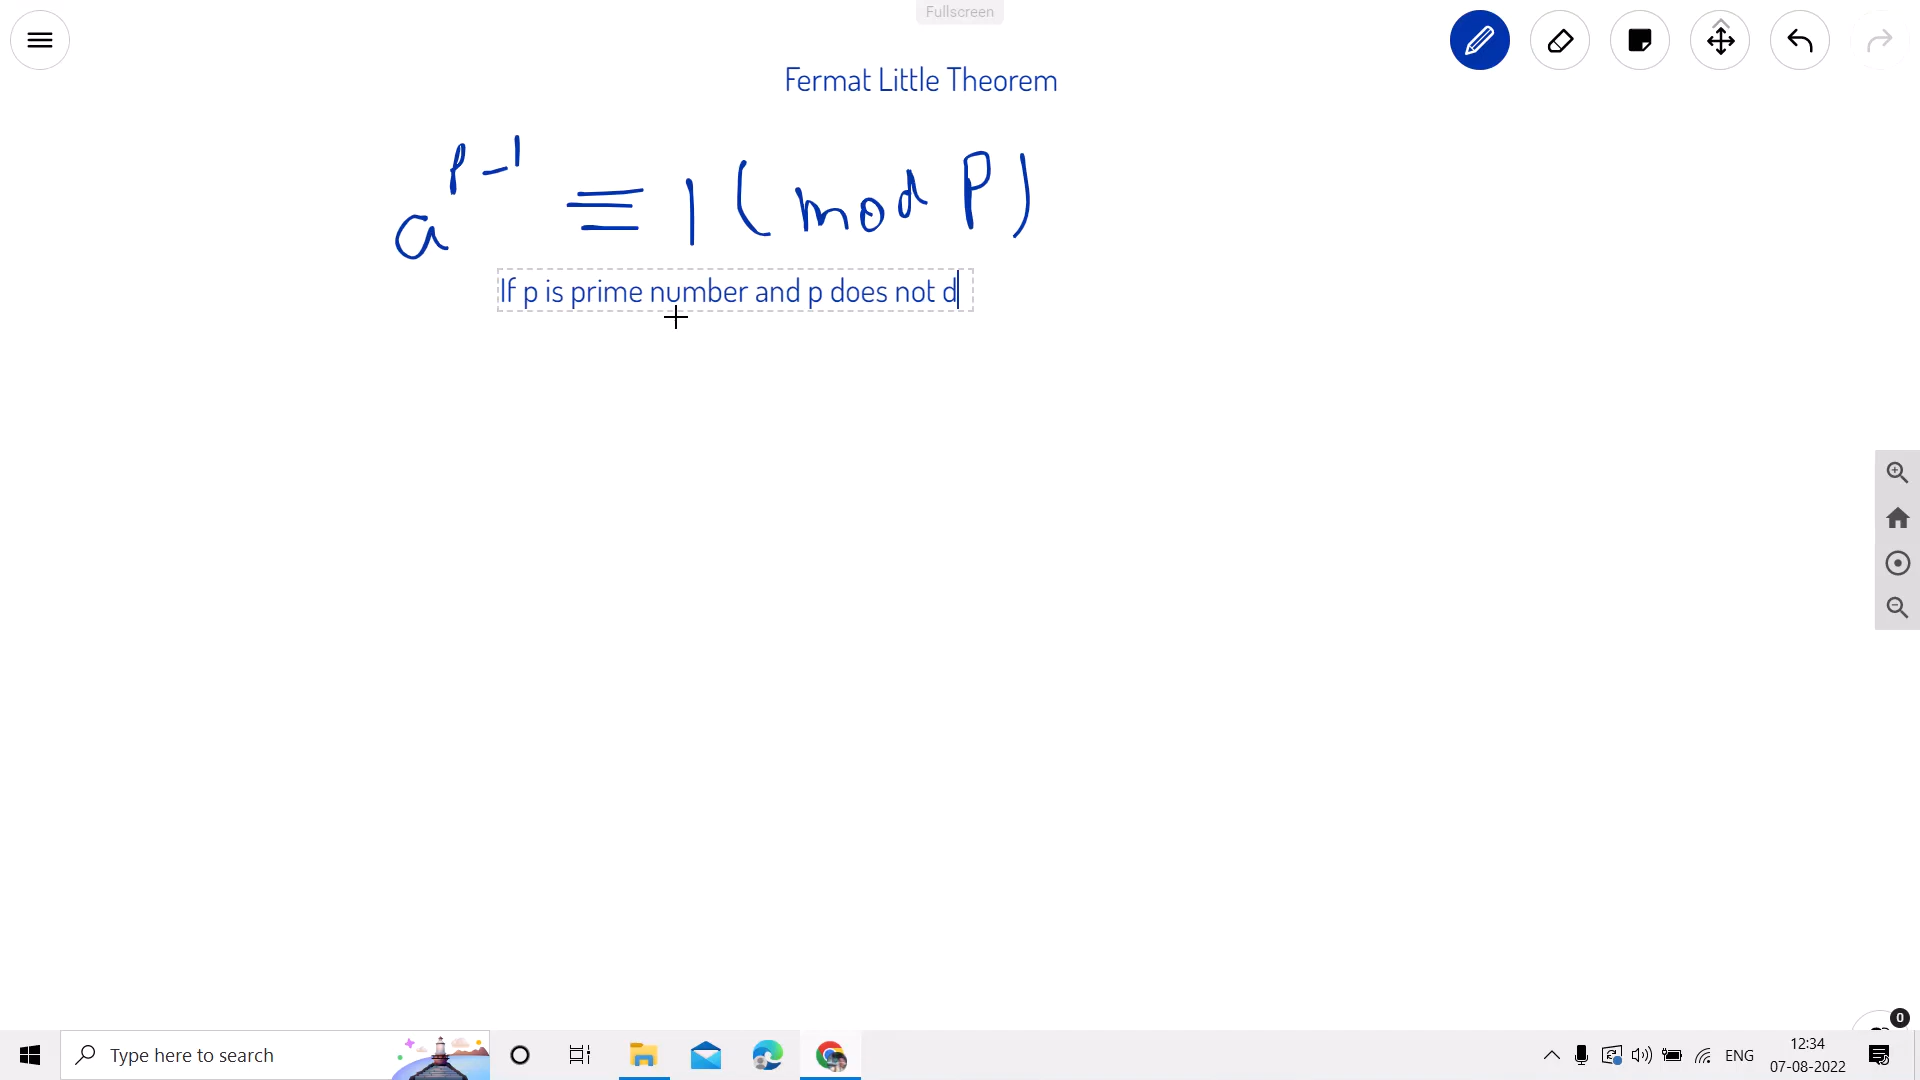 Fullscreen
Fermat Little Theorem
a^{p-1} ≡ 1 (mod P)
If p is prime number and p does not d
0
Type here to search
ENG
12:34
07-08-2022